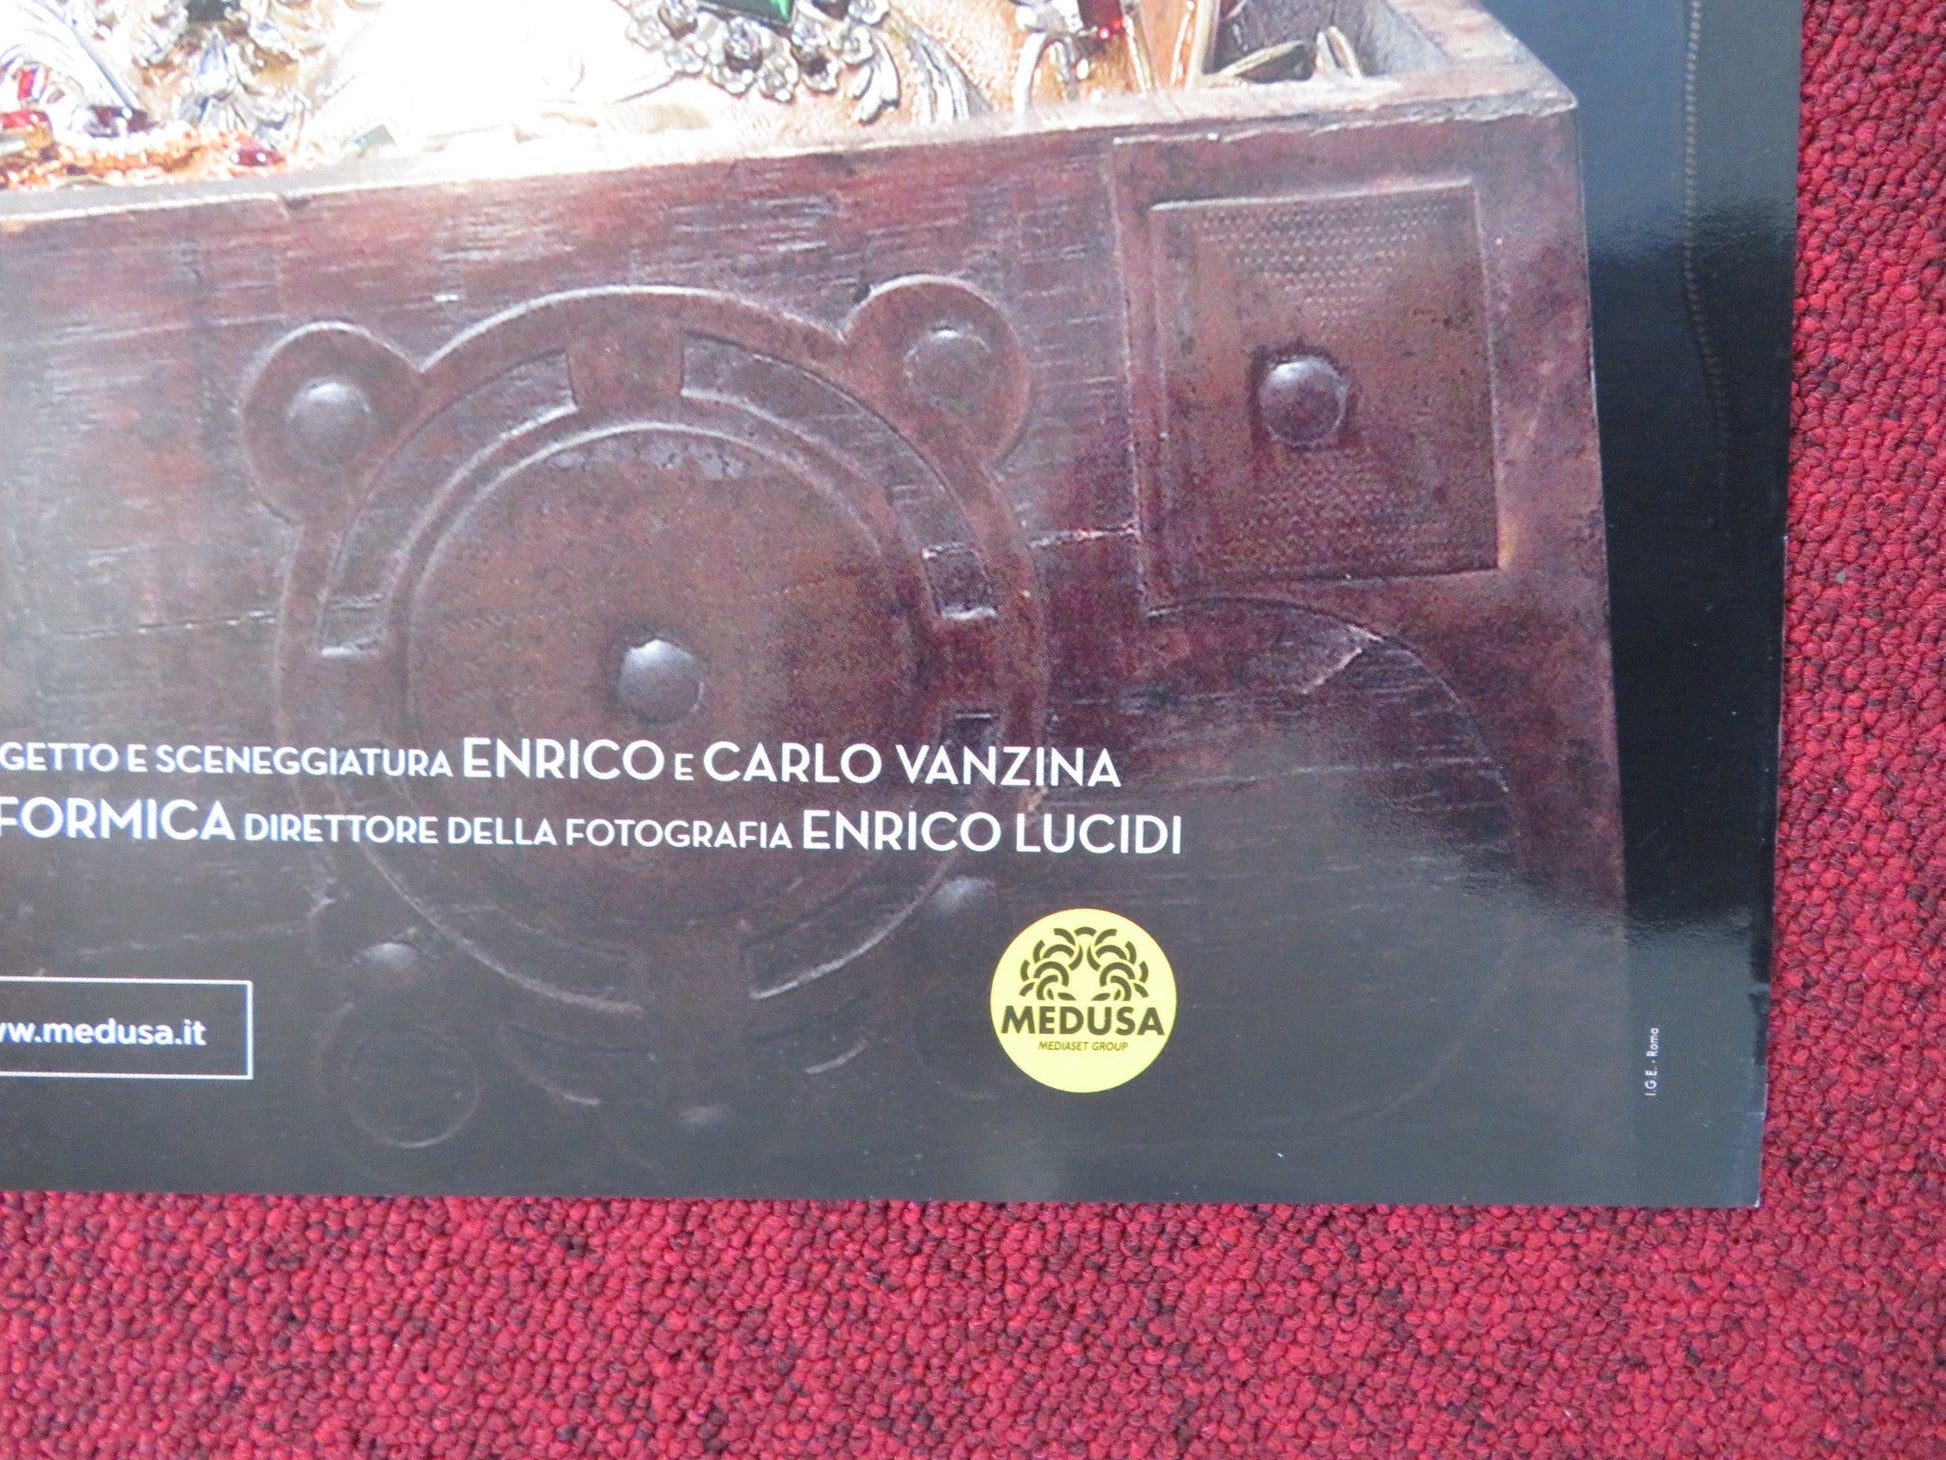 GETTO E SCENEGGIATURA ENRICO E CARLO VANZINA
FORMICA DIRETTORE DELLA FOTOGRAFIA ENRICO LUCIDI
w.medusa.it
MEDUSA
MEDIASET GROUP
I.G.E. - Roma